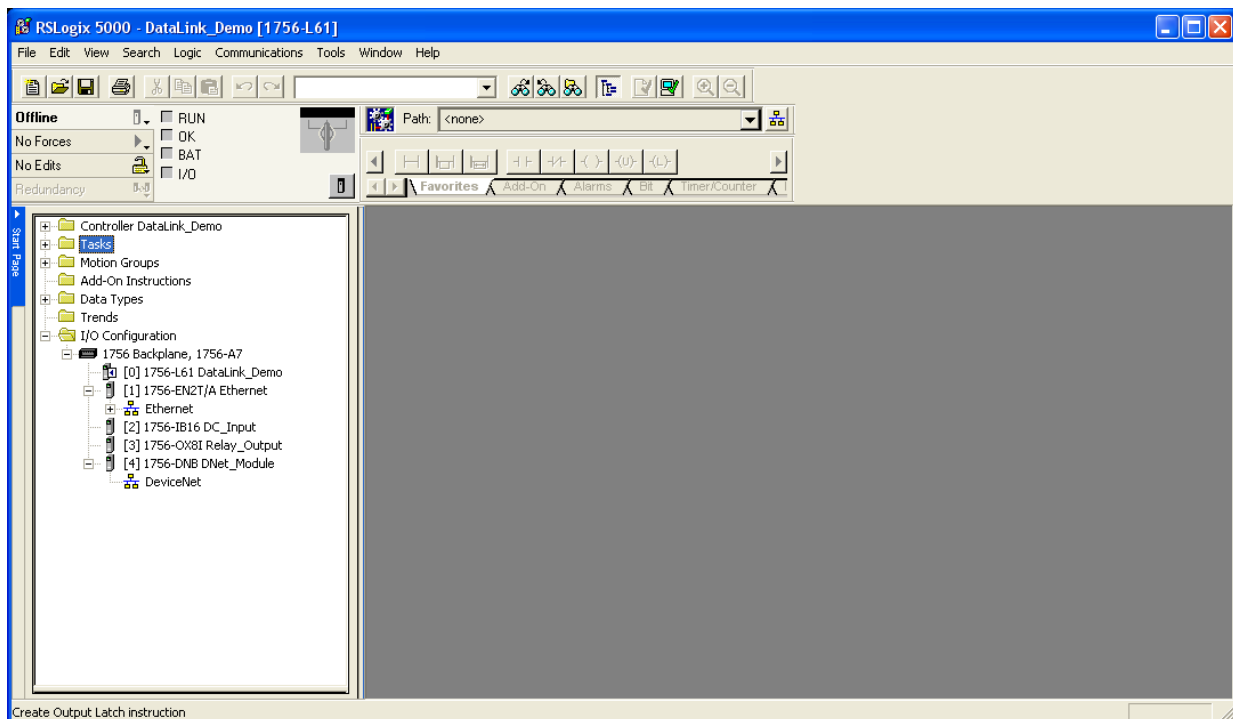 RSLogix 5000 - DataLink_Demo [1756-L61]
File Edit View Search Logic Communications Tools Window Help
Offline
RUN
No Forces
OK
No Edits
BAT
Redundancy
I/O
Path: <none>
Favorites Add-On Alarms Bit Timer/Counter
Start Page
Controller DataLink_Demo
Tasks
Motion Groups
Add-On Instructions
Data Types
Trends
I/O Configuration
1756 Backplane, 1756-A7
[0] 1756-L61 DataLink_Demo
[1] 1756-EN2T/A Ethernet
Ethernet
[2] 1756-IB16 DC_Input
[3] 1756-OX8I Relay_Output
[4] 1756-DNB DNet_Module
DeviceNet
Create Output Latch instruction